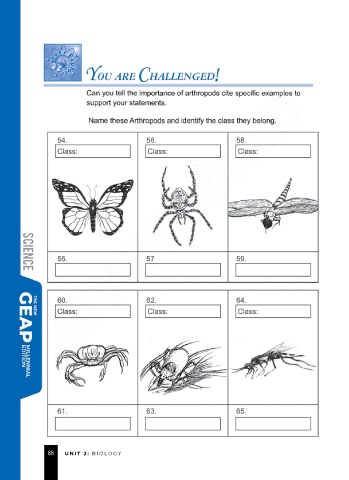 YOU ARE CHALLENGED!
Can you tell the importance of arthropods cite specific examples to
support your statements.
Name these Arthropods and identify the class they belong.
54.
56.
58.
Class:
Class:
Class:
55.
57
59.
60.
62.
64.
Class:
Class:
Class:
61.
63.
65.
SCIENCE
THE NEW
GEAP
MILLENNIAL
EDITION
88 UNIT 2: BIOLOGY